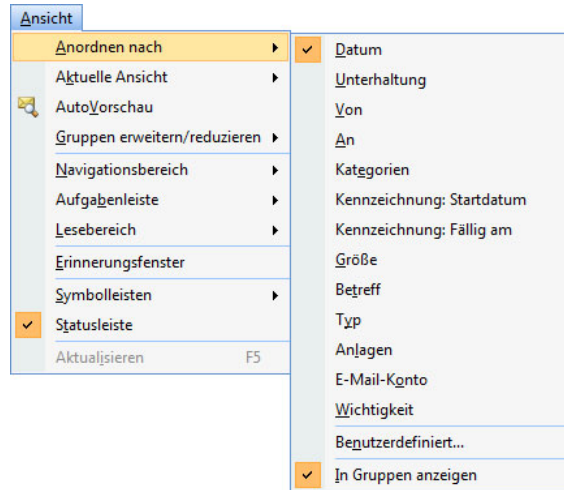 Ansicht
Anordnen nach
Aktuelle Ansicht
AutoVorschau
Gruppen erweitern/reduzieren
Navigationsbereich
Aufgabenleiste
Lesebereich
Erinnerungsfenster
Symbolleisten
Statusleiste
Aktualisieren F5
Datum
Unterhaltung
Von
An
Kategorien
Kennzeichnung: Startdatum
Kennzeichnung: Fällig am
Größe
Betreff
Typ
Anlagen
E-Mail-Konto
Wichtigkeit
Benutzerdefiniert...
In Gruppen anzeigen